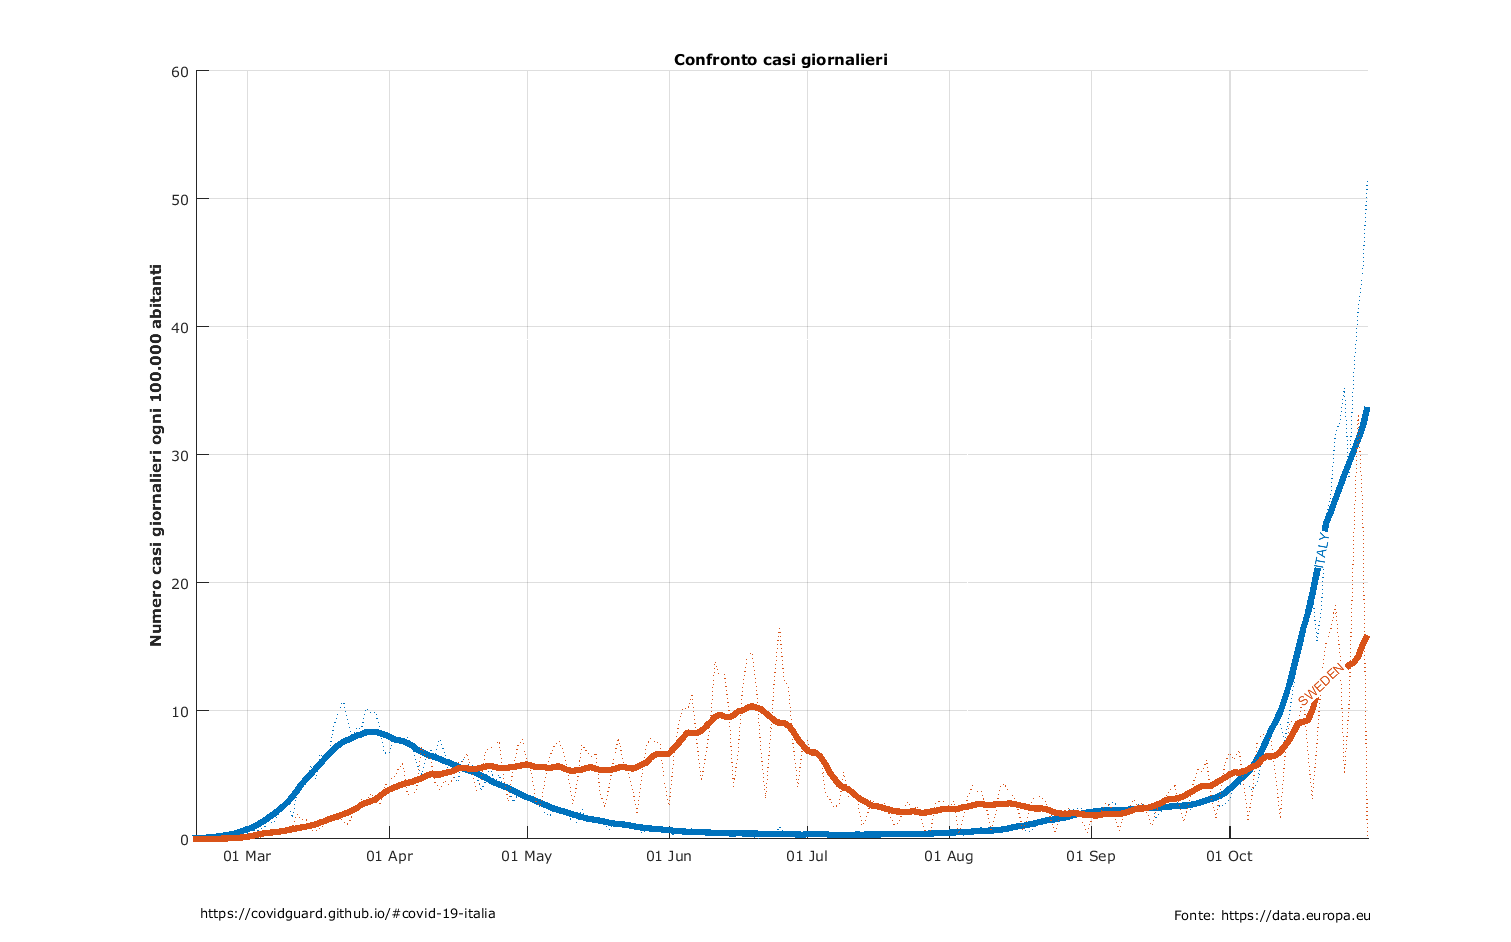 Confronto casi giornalieri
Numero casi giornalieri ogni 100.000 abitanti
60
50
40
30
20
10
0
ITALY
SWEDEN
01 Mar
01 Apr
01 May
01 Jun
01 Jul
01 Aug
01 Sep
01 Oct
https://covidguard.github.io/#covid-19-italia
Fonte: https://data.europa.eu